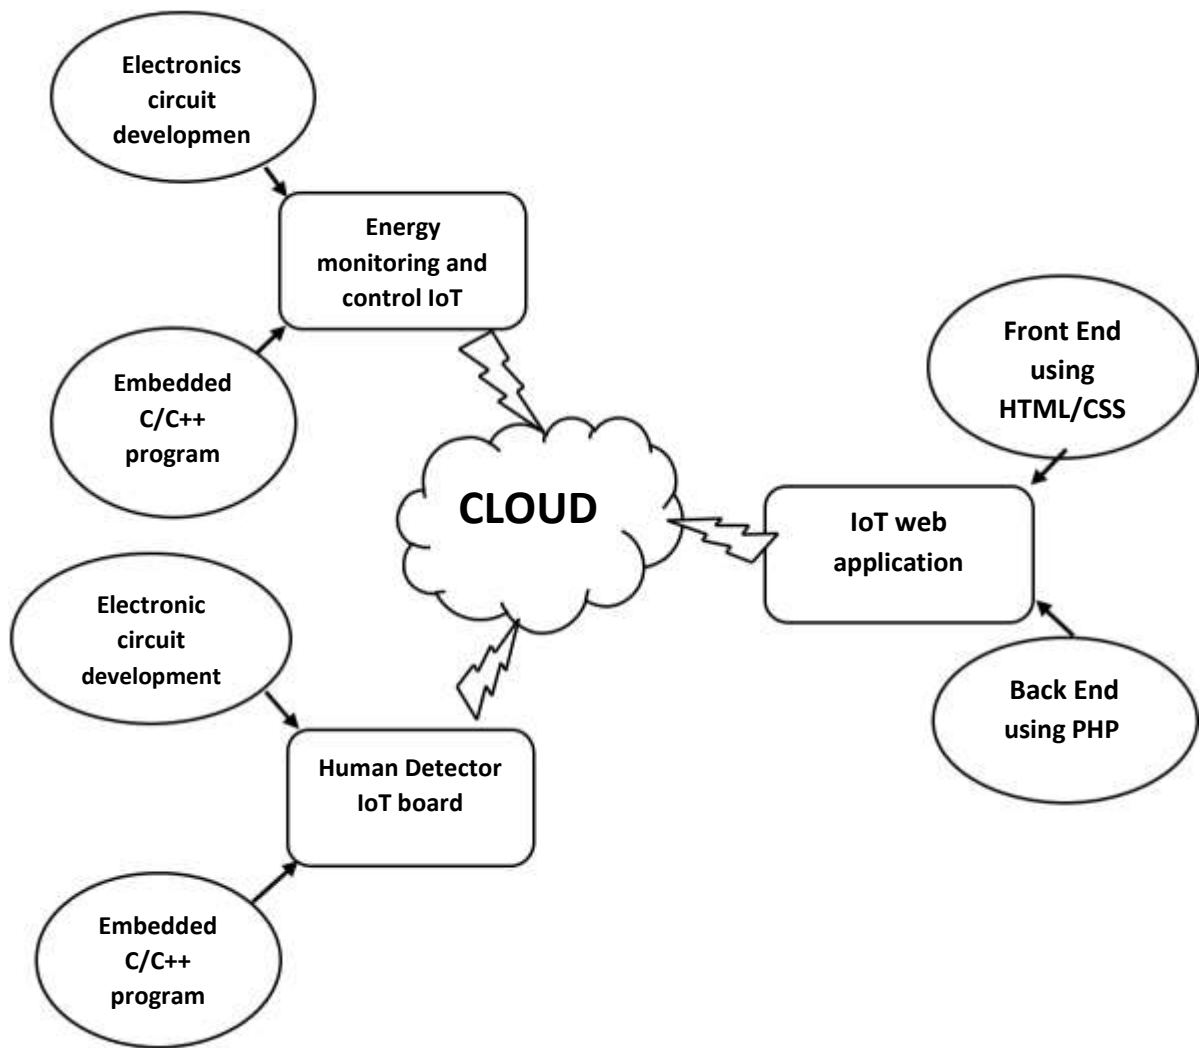 Electronics
circuit
developmen
Energy
monitoring and
control IoT
Embedded
C/C++
program
Front End
using
HTML/CSS
CLOUD
IoT web
application
Electronic
circuit
development
Back End
using PHP
Human Detector
IoT board
Embedded
C/C++
program